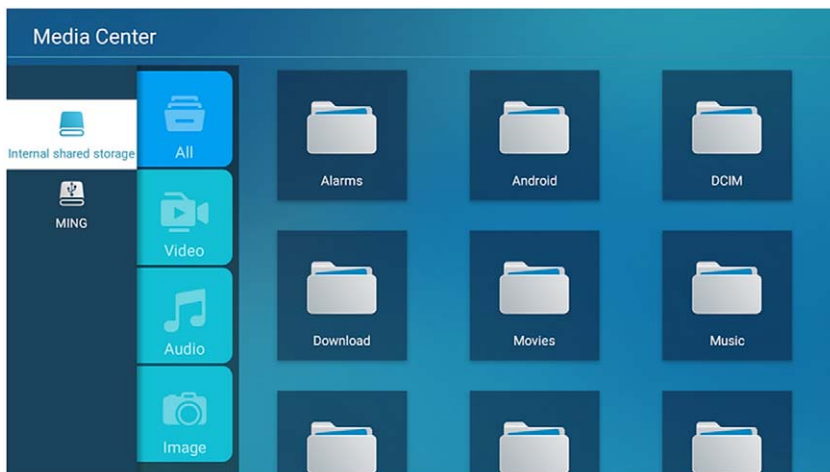 Media Center
Internal shared storage
MING
All
Video
Audio
Image
Alarms
Android
DCIM
Download
Movies
Music